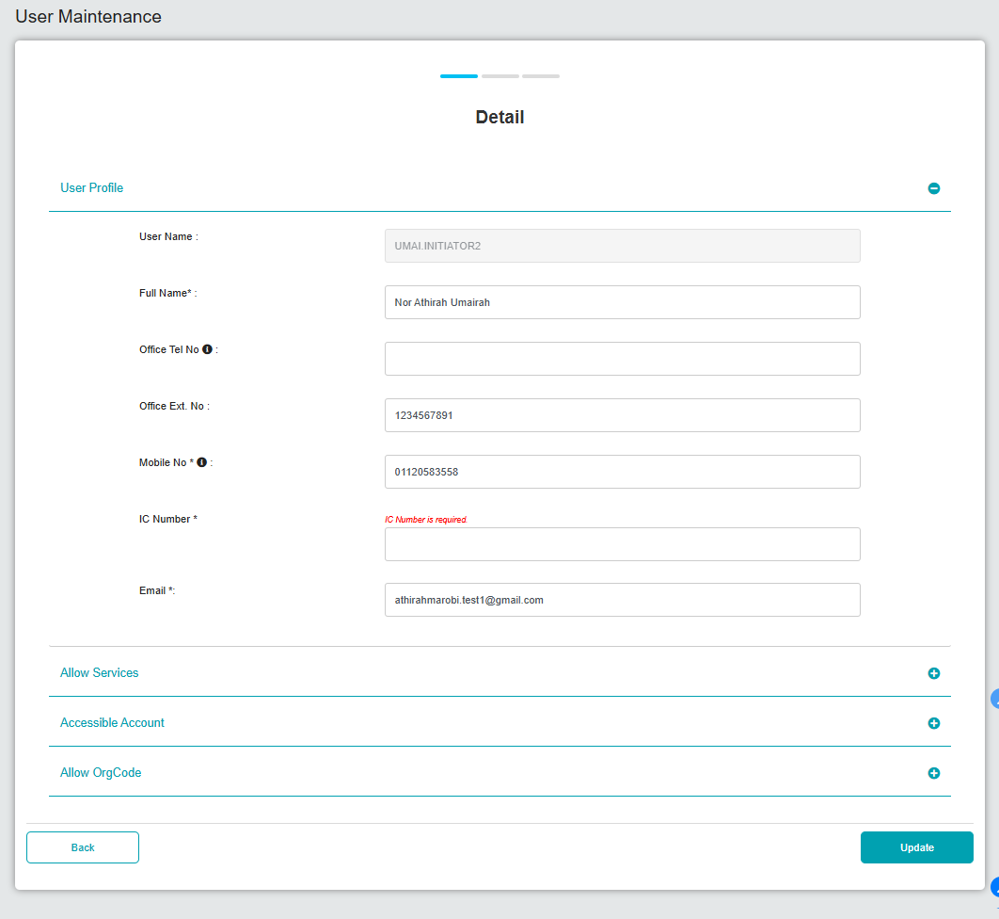 User Maintenance
Detail
User Profile
User Name :
UMAI.INITIATOR2
Full Name* :
Nor Athirah Umairah
Office Tel No :
Office Ext. No :
1234567891
Mobile No * :
01120583558
IC Number *
IC Number is required.
Email *:
athirahmarobi.test1@gmail.com
Allow Services
Accessible Account
Allow OrgCode
Back
Update